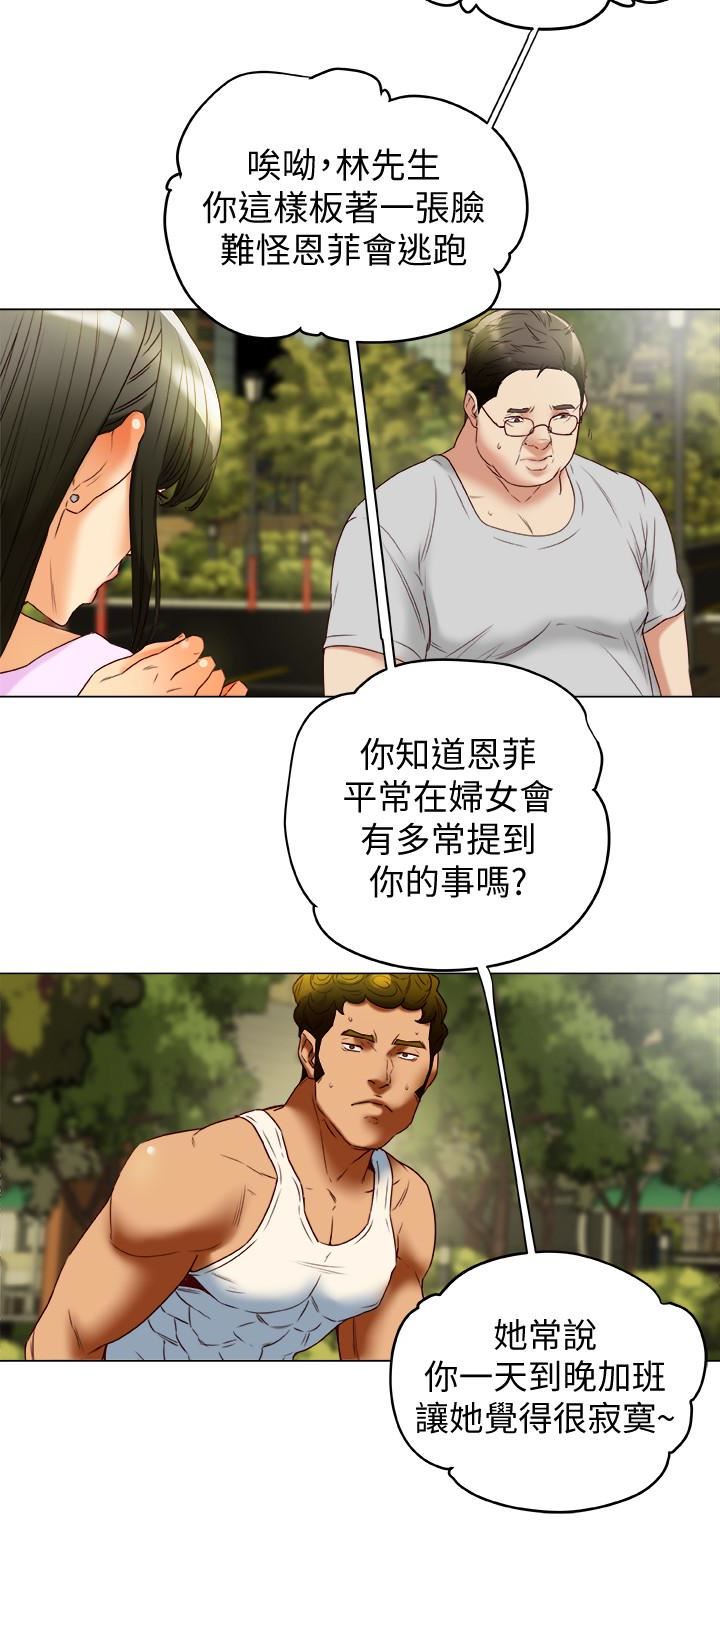 唉呦，林先生
你這樣板著一張臉
難怪恩菲會逃跑
你知道恩菲
平常在婦女會
有多常提到
你的事嗎?
她常說
你一天到晚加班
讓她覺得很寂寞~